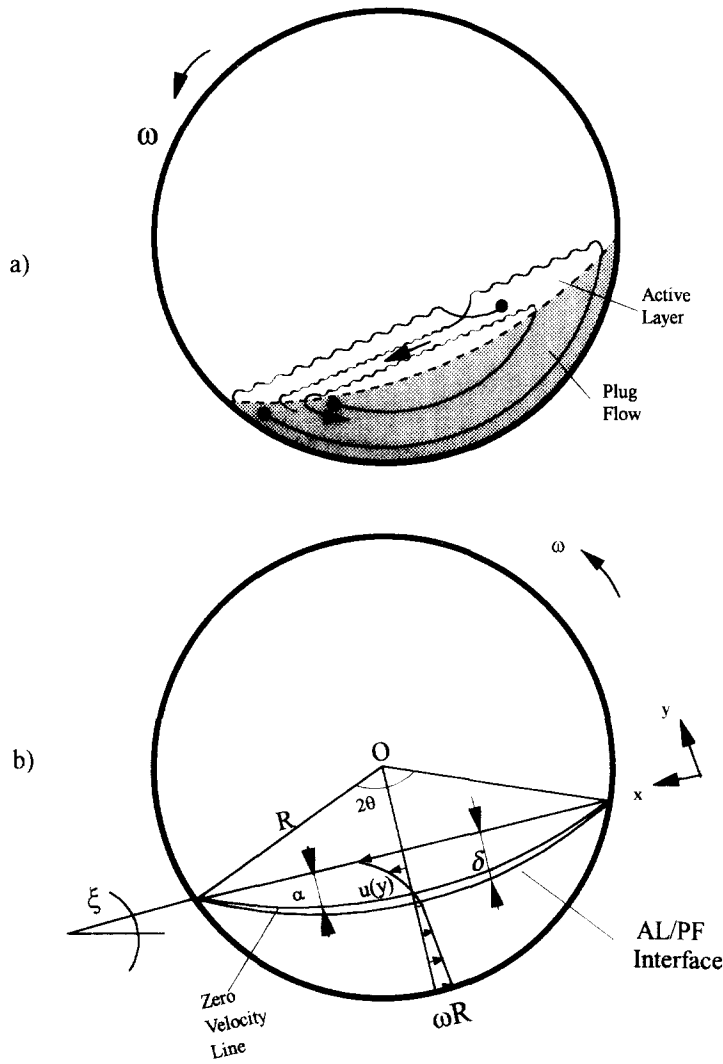 ω
a)
Active
Layer
Plug
Flow
ω
y
b)
O
x
2θ
R
δ
α
u(y)
ξ
AL/PF
Interface
Zero
Velocity
Line
ωR